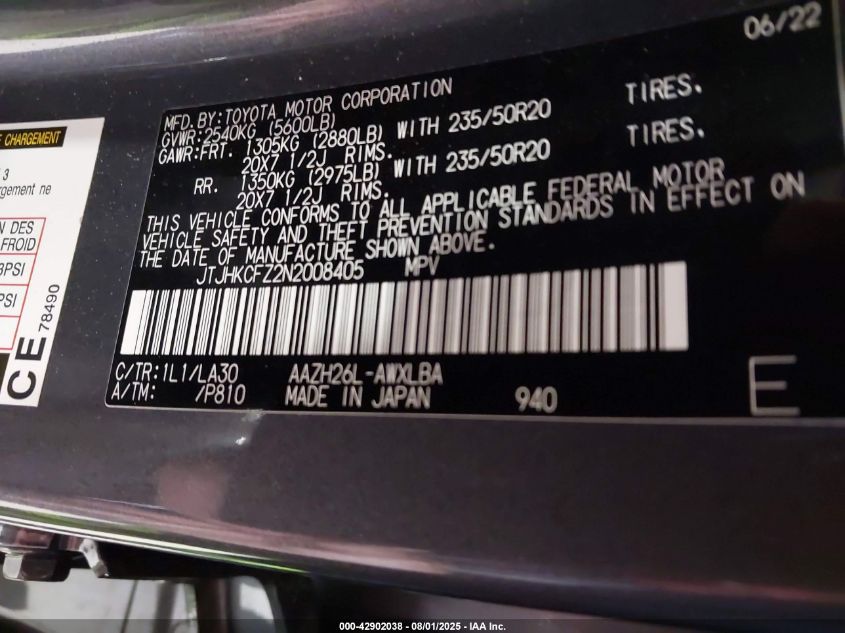 06/22
MFD.BY:TOYOTA MOTOR CORPORATION
GVWR:2540KG (5600LB)
GAWR:FRT. 1305KG (2880LB) WITH 235/50R20 TIRES.
20X7 1/2J RIMS.
RR. 1350KG (2975LB) WITH 235/50R20 TIRES.
20X7 1/2J RIMS.
THIS VEHICLE CONFORMS TO ALL APPLICABLE FEDERAL MOTOR
VEHICLE SAFETY AND THEFT PREVENTION STANDARDS IN EFFECT ON
THE DATE OF MANUFACTURE SHOWN ABOVE.
JTJHKCFZ2N2008405 MPV
C/TR:1L1/LA30 AAZH26L-AWXLBA
A/TM: /P810 MADE IN JAPAN 940 E
CHARGEMENT
3
ne
DES
FROID
PSI
PSI
CE 78490
000-42902038 - 08/01/2025 - IAA Inc.